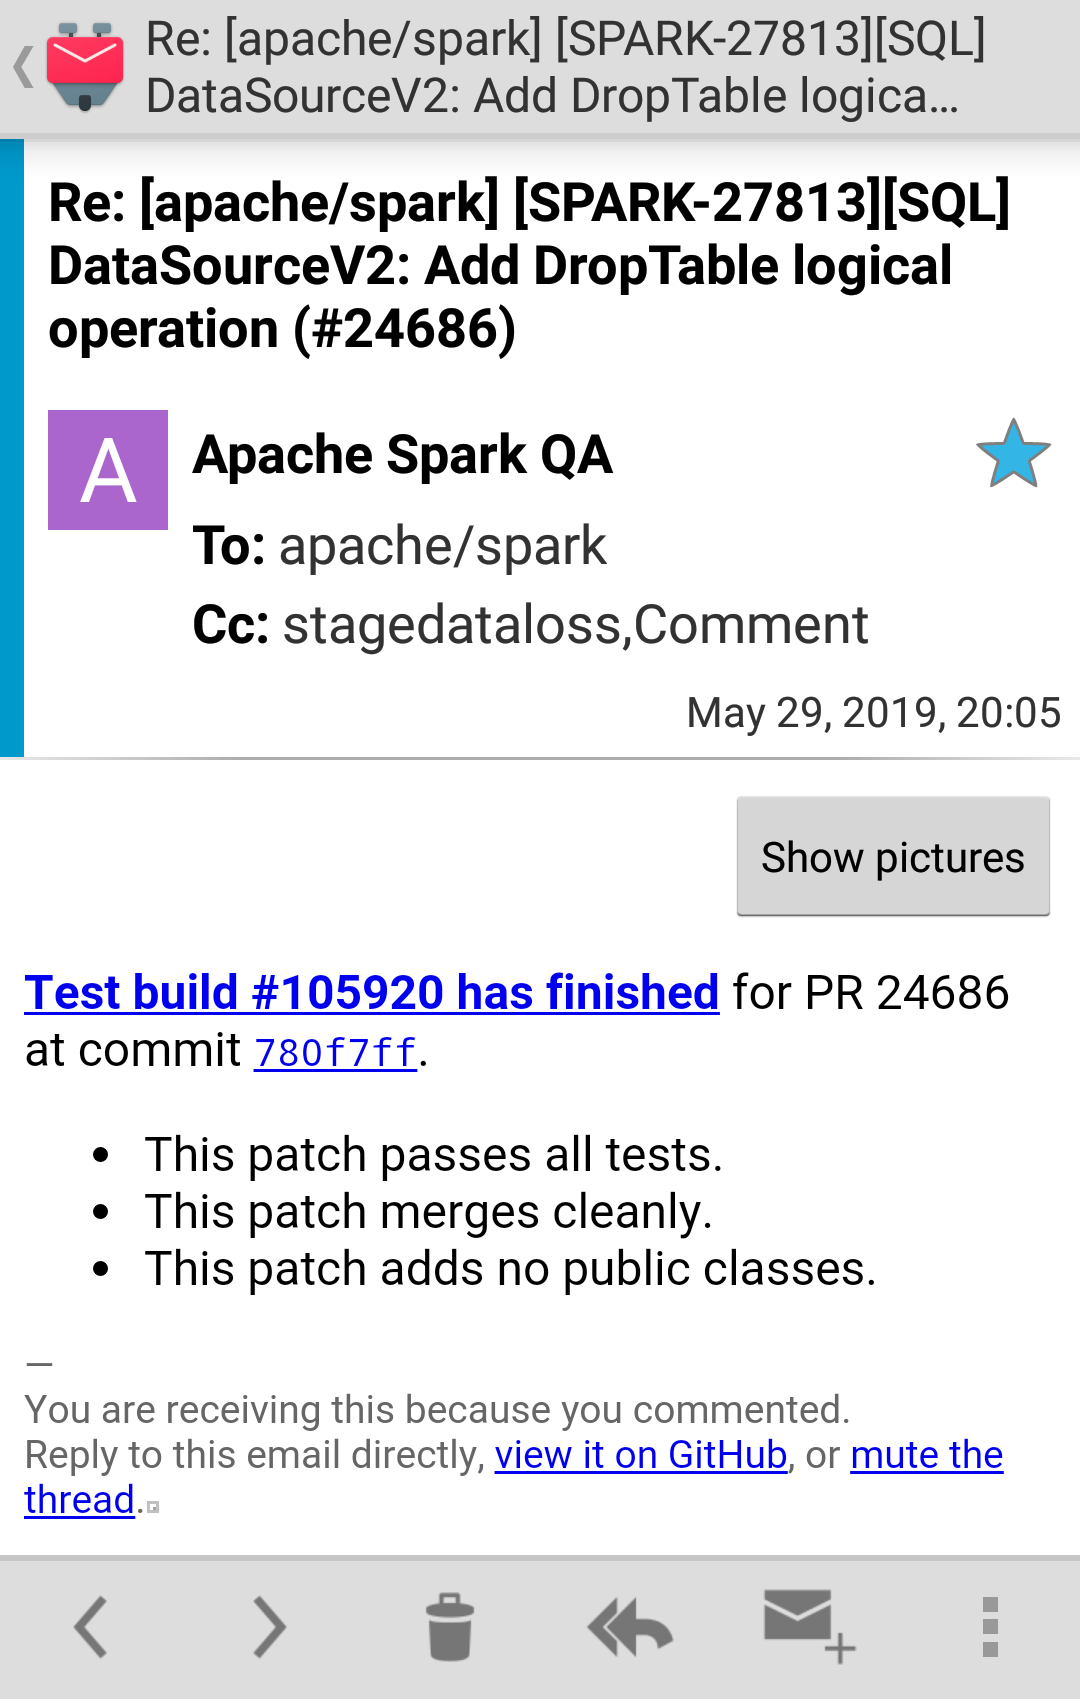 Re: [apache/spark] [SPARK-27813][SQL]
DataSourceV2: Add DropTable logica…
Re: [apache/spark] [SPARK-27813][SQL]
DataSourceV2: Add DropTable logical
operation (#24686)
A
Apache Spark QA
To: apache/spark
Cc: stagedataloss,Comment
May 29, 2019, 20:05
Show pictures
Test build #105920 has finished for PR 24686
at commit 780f7ff.
• This patch passes all tests.
• This patch merges cleanly.
• This patch adds no public classes.
—
You are receiving this because you commented.
Reply to this email directly, view it on GitHub, or mute the
thread.